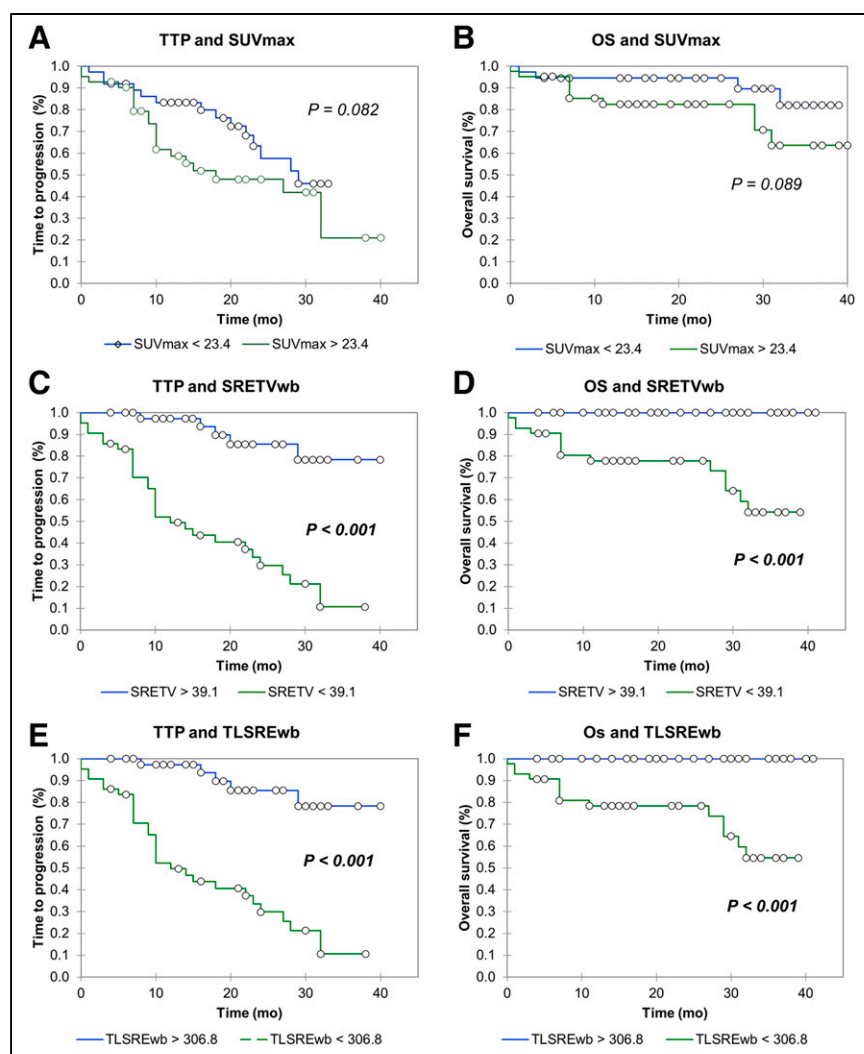 A
TTP and SUVmax
Time to progression (%)
1.0
0.9
0.8
0.7
0.6
0.5
0.4
0.3
0.2
0.1
0.0
P = 0.082
0 10 20 30 40
Time (mo)
SUVmax < 23.4 SUVmax > 23.4
B
OS and SUVmax
Overall survival (%)
1.0
0.9
0.8
0.7
0.6
0.5
0.4
0.3
0.2
0.1
0.0
P = 0.089
0 10 20 30 40
Time (mo)
SUVmax < 23.4 SUVmax > 23.4
C
TTP and SRETVwb
Time to progression (%)
1.0
0.9
0.8
0.7
0.6
0.5
0.4
0.3
0.2
0.1
0.0
P < 0.001
0 10 20 30 40
Time (mo)
SRETV > 39.1 SRETV < 39.1
D
OS and SRETVwb
Overall survival (%)
1.0
0.9
0.8
0.7
0.6
0.5
0.4
0.3
0.2
0.1
0.0
P < 0.001
0 10 20 30 40
Time (mo)
SRETV > 39.1 SRETV < 39.1
E
TTP and TLSREwb
Time to progression (%)
1.0
0.9
0.8
0.7
0.6
0.5
0.4
0.3
0.2
0.1
0.0
P < 0.001
0 10 20 30 40
Time (mo)
TLSREwb > 306.8 TLSREwb < 306.8
F
Os and TLSREwb
Overall survival (%)
1.0
0.9
0.8
0.7
0.6
0.5
0.4
0.3
0.2
0.1
0.0
P < 0.001
0 10 20 30 40
Time (mo)
TLSREwb > 306.8 TLSREwb < 306.8